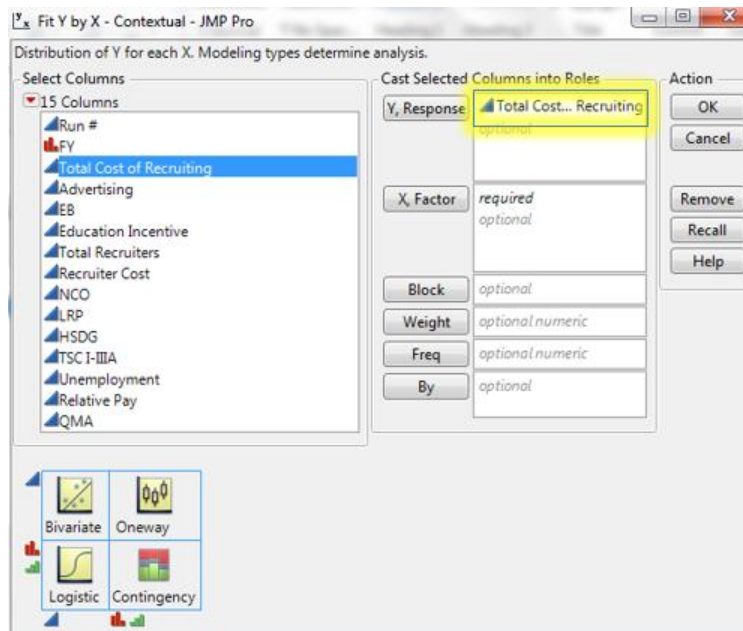 Fit Y by X - Contextual - JMP Pro
Distribution of Y for each X. Modeling types determine analysis.
Select Columns
15 Columns
Run #
FY
Total Cost of Recruiting
Advertising
EB
Education Incentive
Total Recruiters
Recruiter Cost
NCO
LRP
HSDG
TSC I-IIIA
Unemployment
Relative Pay
QMA
Cast Selected Columns into Roles
Y, Response
Total Cost... Recruiting
optional
X, Factor
required
optional
Block
optional
Weight
optional numeric
Freq
optional numeric
By
optional
Action
OK
Cancel
Remove
Recall
Help
Bivariate
Oneway
Logistic
Contingency